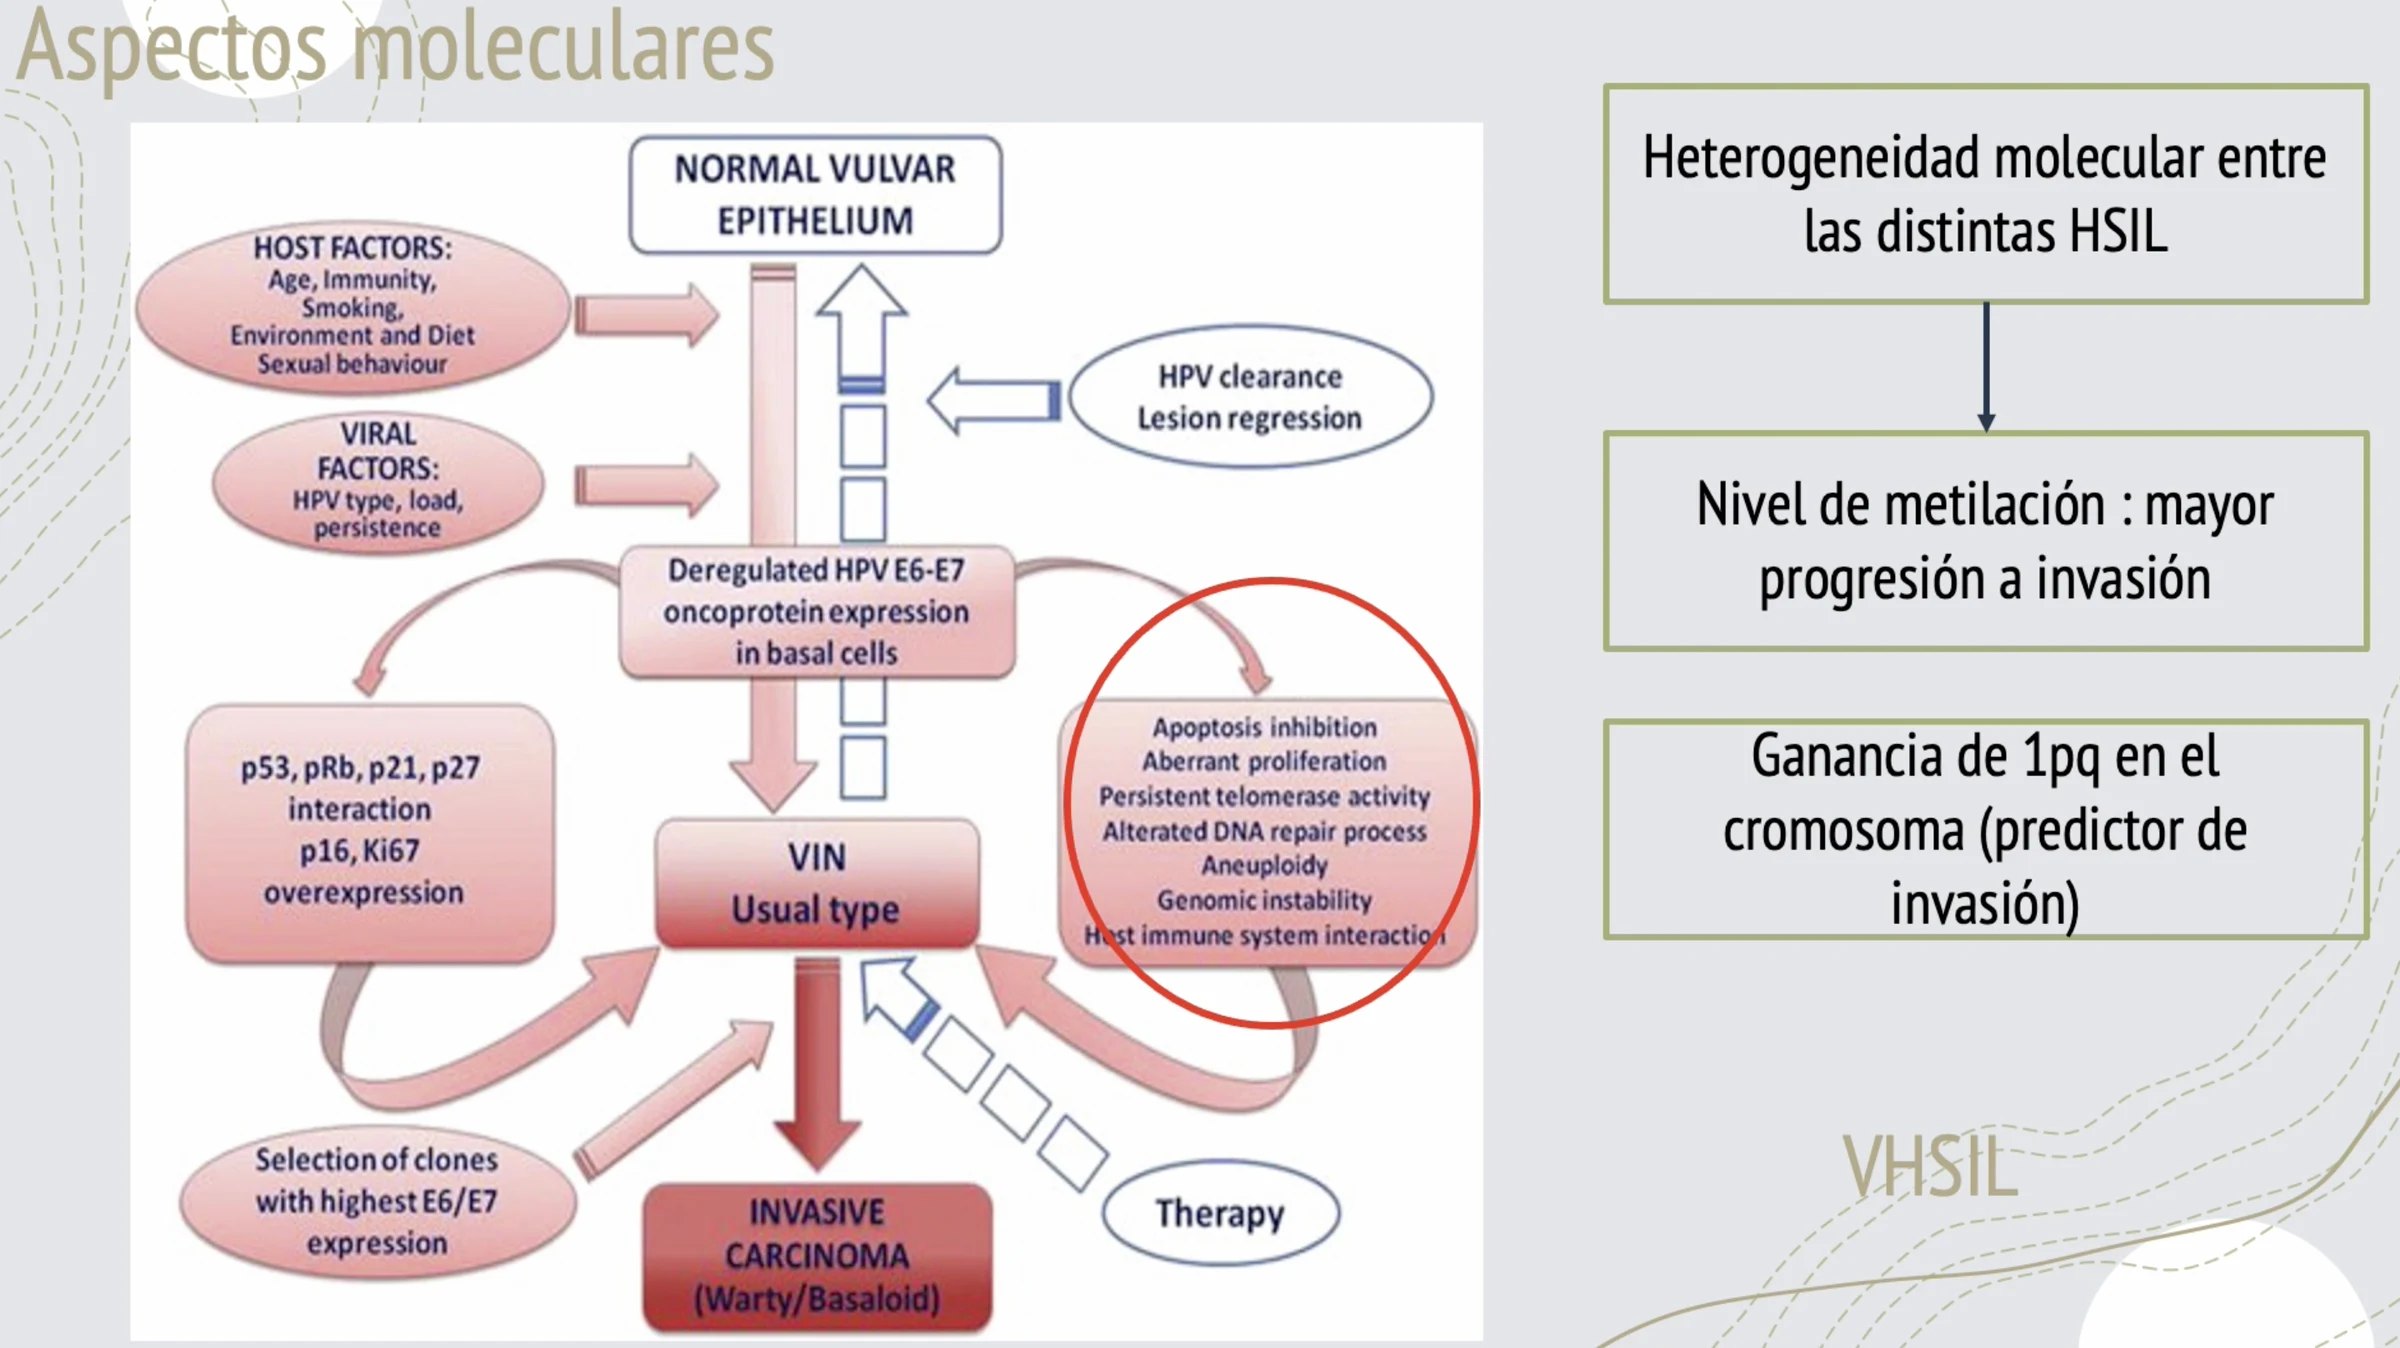 Aspectos moleculares
NORMAL VULVAR
EPITHELIUM
HOST FACTORS:
Age, Immunity,
Smoking,
Environment and Diet
Sexual behaviour
HPV clearance
Lesion regression
VIRAL
FACTORS:
HPV type, load,
persistence
Deregulated HPV E6-E7
oncoprotein expression
in basal cells
p53, pRb, p21, p27
interaction
p16, Ki67
overexpression
Apoptosis inhibition
Aberrant proliferation
Persistent telomerase activity
Alterated DNA repair process
Aneuploidy
Genomic instability
Host immune system interaction
VIN
Usual type
Selection of clones
with highest E6/E7
expression
INVASIVE
CARCINOMA
(Warty/Basaloid)
Therapy
Heterogeneidad molecular entre
las distintas HSIL
Nivel de metilación : mayor
progresión a invasión
Ganancia de 1pq en el
cromosoma (predictor de
invasión)
VHSIL